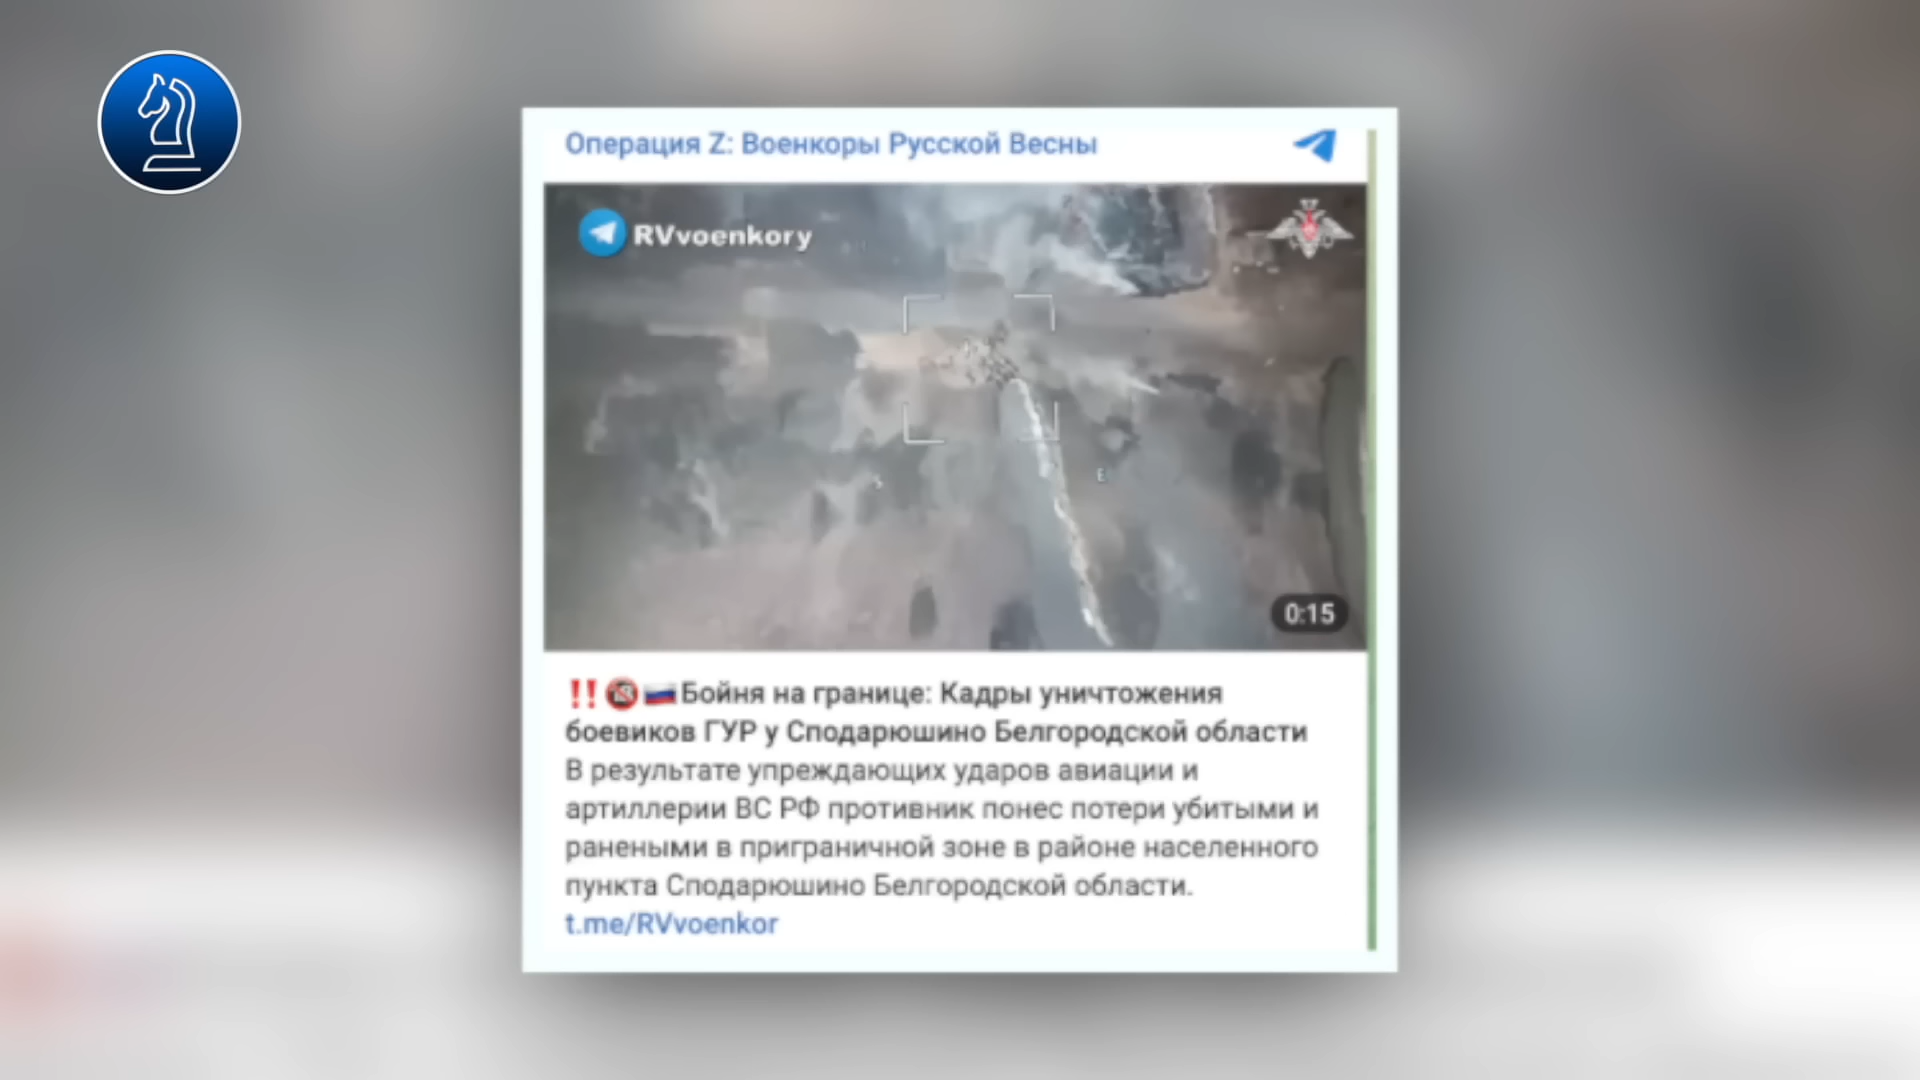 Операция Z: Военкоры Русской Весны
RVvoenkory
S
E
0:15
‼️Бойня на границе: Кадры уничтожения
боевиков ГУР у Сподарюшино Белгородской области
В результате упреждающих ударов авиации и
артиллерии ВС РФ противник понес потери убитыми и
ранеными в приграничной зоне в районе населенного
пункта Сподарюшино Белгородской области.
t.me/RVvoenkor